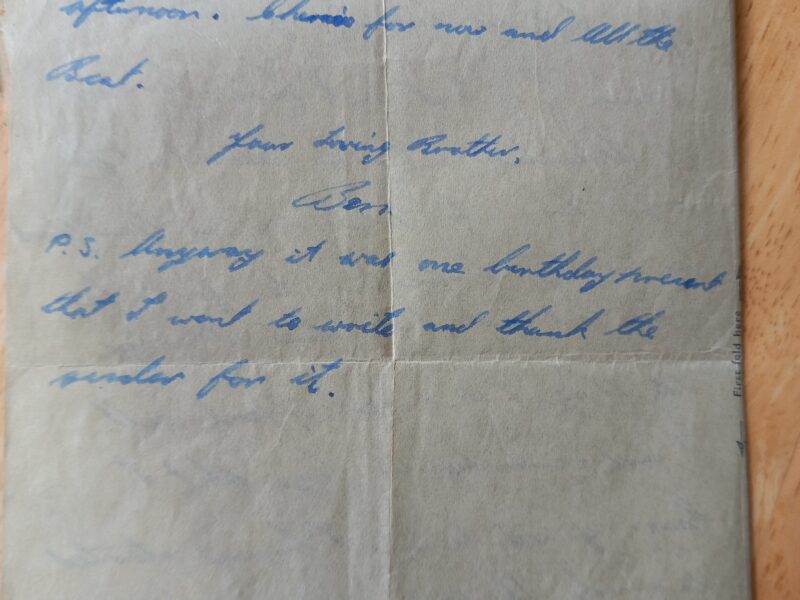 afternoon. Cheerio for now and All the
Best.
Your Loving Brother,
Ben.
P.S. Anyway it was one birthday present
that I want to write and thank the
sender for it.
First fold here